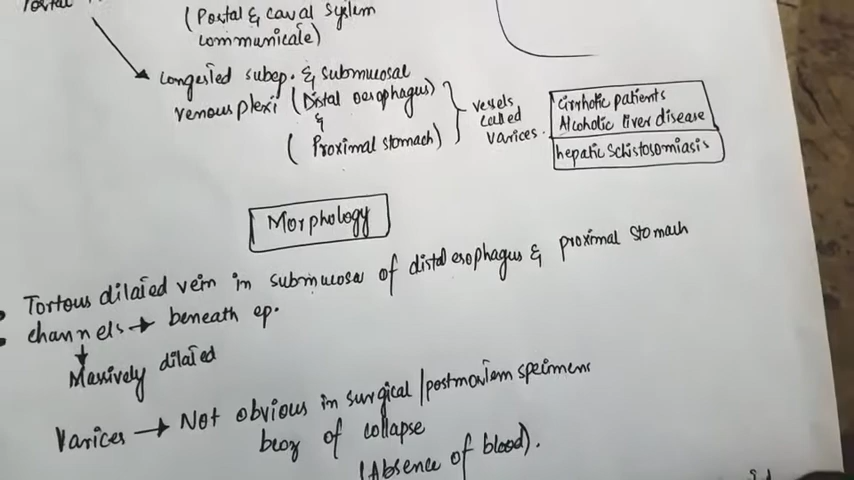 (Portal & caval system
communicate)
Congested subep. & submucosal
venous plexi (Distal oesophagus)
&
(Proximal stomach)
vessels
called
varices.
Cirrhotic patients
Alcoholic liver disease
hepatic Schistosomiasis
Morphology
Tortous dilated vein in submucosa of distal esophagus & proximal stomach
channels → beneath ep.
↓
Massively dilated
Varices → Not obvious in surgical /postmortem specimens
bcoz of collapse
(Absence of blood).